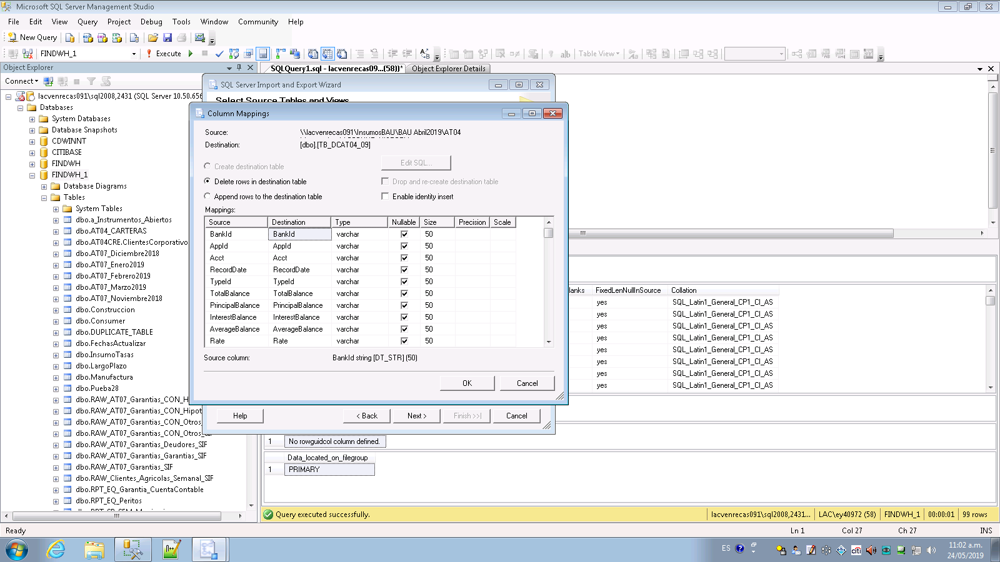 Microsoft SQL Server Management Studio
File Edit View Query Project Debug Tools Window Community Help
New Query
FINDWH_1 Execute Table View
Object Explorer
SQLQuery1.sql - lacvenrecas09...(58))* Object Explorer Details
Connect
lacvenrecas091\sql2008,2431 (SQL Server 10.50.656
Databases
System Databases
Database Snapshots
CDWINNT
CITIBASE
FINDWH
FINDWH_1
Database Diagrams
Tables
System Tables
dbo.a_Instrumentos_Abiertos
dbo.AT04_CARTERAS
dbo.AT04CRE.ClientesCorporativo
dbo.AT07_Diciembre2018
dbo.AT07_Enero2019
dbo.AT07_Febrero2019
dbo.AT07_Marzo2019
dbo.AT07_Noviembre2018
dbo.Construccion
dbo.Consumer
dbo.DUPLICATE_TABLE
dbo.FechasActualizar
dbo.InsumoTasas
dbo.LargoPlazo
dbo.Manufactura
dbo.Pueba28
dbo.RAW_AT07_Garantias_CON_H
dbo.RAW_AT07_Garantias_CON_Hipot
dbo.RAW_AT07_Garantias_CON_Otros_
dbo.RAW_AT07_Garantias_CON_Otros_SIF
dbo.RAW_AT07_Garantias_Deudores_SIF
dbo.RAW_AT07_Garantias_Garantias_SIF
dbo.RAW_AT07_Garantias_SIF
dbo.RAW_Clientes_Agricolas_Semanal_SIF
dbo.RPT_EQ_Garantia_CuentaContable
dbo.RPT_EQ_Peritos
SQL Server Import and Export Wizard
Select Source Tables and Views
Column Mappings
Source: \\lacvenrecas091\InsumosBAU\BAU Abril2019\AT04
Destination: [dbo].[TB_DCAT04_09]
Create destination table Edit SQL...
Delete rows in destination table Drop and re-create destination table
Append rows to the destination table Enable identity insert
Mappings:
Source Destination Type Nullable Size Precision Scale
BankId BankId varchar 50
AppId AppId varchar 50
Acct Acct varchar 50
RecordDate RecordDate varchar 50
TypeId TypeId varchar 50
TotalBalance TotalBalance varchar 50
PrincipalBalance PrincipalBalance varchar 50
InterestBalance InterestBalance varchar 50
AverageBalance AverageBalance varchar 50
Rate Rate varchar 50
Source column: BankId string [DT_STR] (50)
OK Cancel
Help < Back Next > Finish >>| Cancel
lanks FixedLenNullInSource Collation
yes SQL_Latin1_General_CP1_CI_AS
yes SQL_Latin1_General_CP1_CI_AS
yes SQL_Latin1_General_CP1_CI_AS
yes SQL_Latin1_General_CP1_CI_AS
yes SQL_Latin1_General_CP1_CI_AS
yes SQL_Latin1_General_CP1_CI_AS
yes SQL_Latin1_General_CP1_CI_AS
yes SQL_Latin1_General_CP1_CI_AS
1 No rowguidcol column defined.
Data_located_on_filegroup
1 PRIMARY
Query executed successfully. lacvenrecas091\sql2008,2431... LAC\ey40972 (58) FINDWH_1 00:00:01 99 rows
Ready Ln 1 Col 27 Ch 27 INS
ES citi 11:02 a.m.
24/05/2019